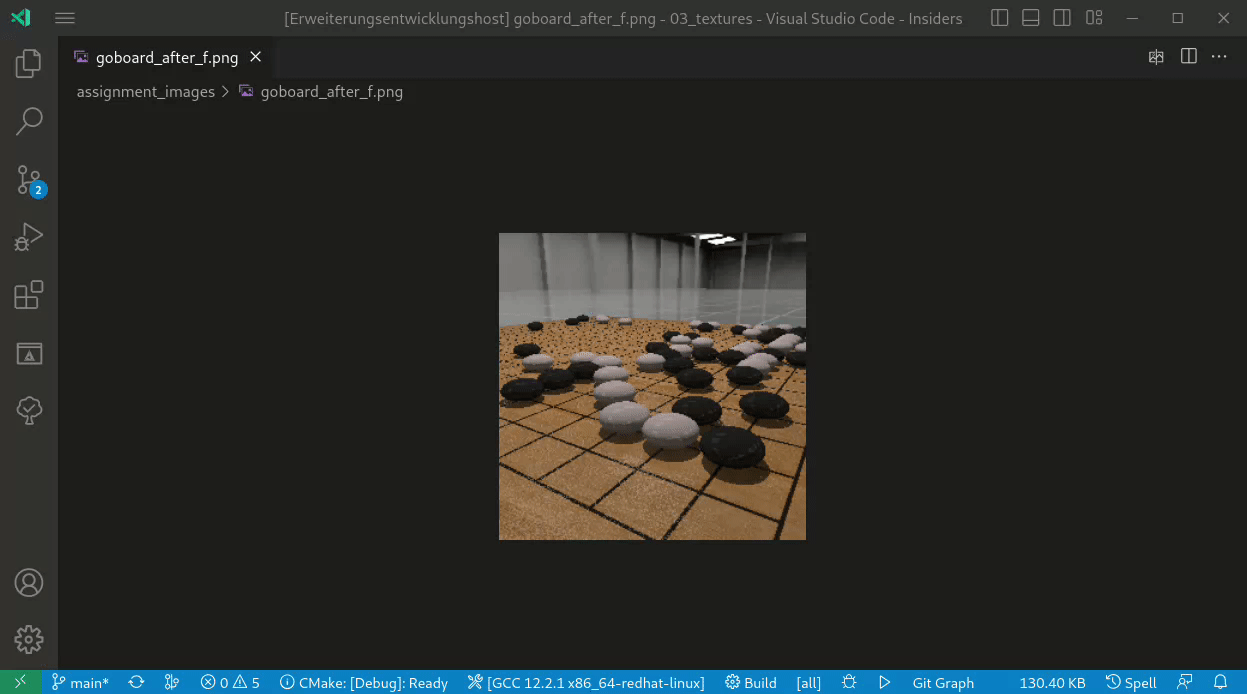 [Erweiterungsentwicklungshost] goboard_after_f.png - 03_textures - Visual Studio Code - Insiders
goboard_after_f.png
assignment_images > goboard_after_f.png
2
main* 0 5 CMake: [Debug]: Ready [GCC 12.2.1 x86_64-redhat-linux] Build [all] Git Graph 130.40 KB Spell